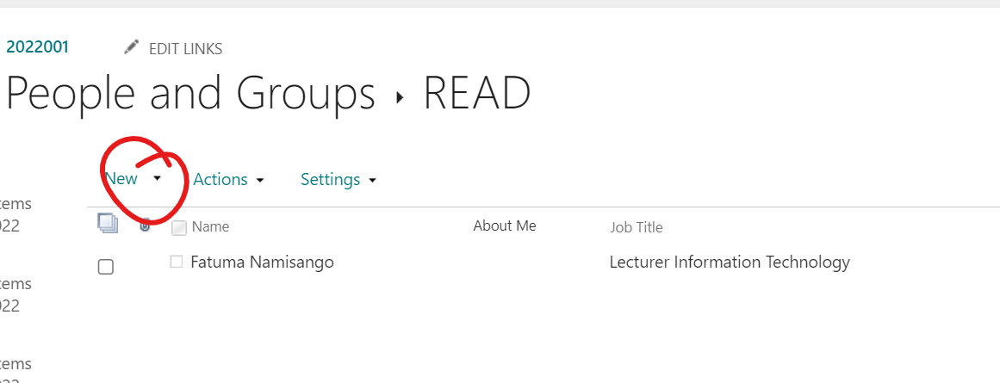 2022001 EDIT LINKS
People and Groups ▸ READ
New Actions Settings
Name About Me Job Title
tems
022
Fatuma Namisango Lecturer Information Technology
tems
022
tems